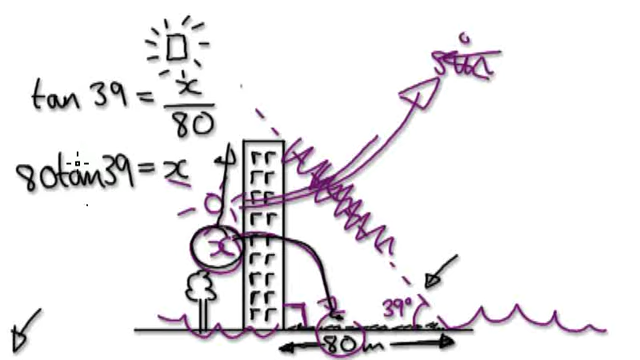 tan 39 = x/80
80tan39 = x
x
39°
80m